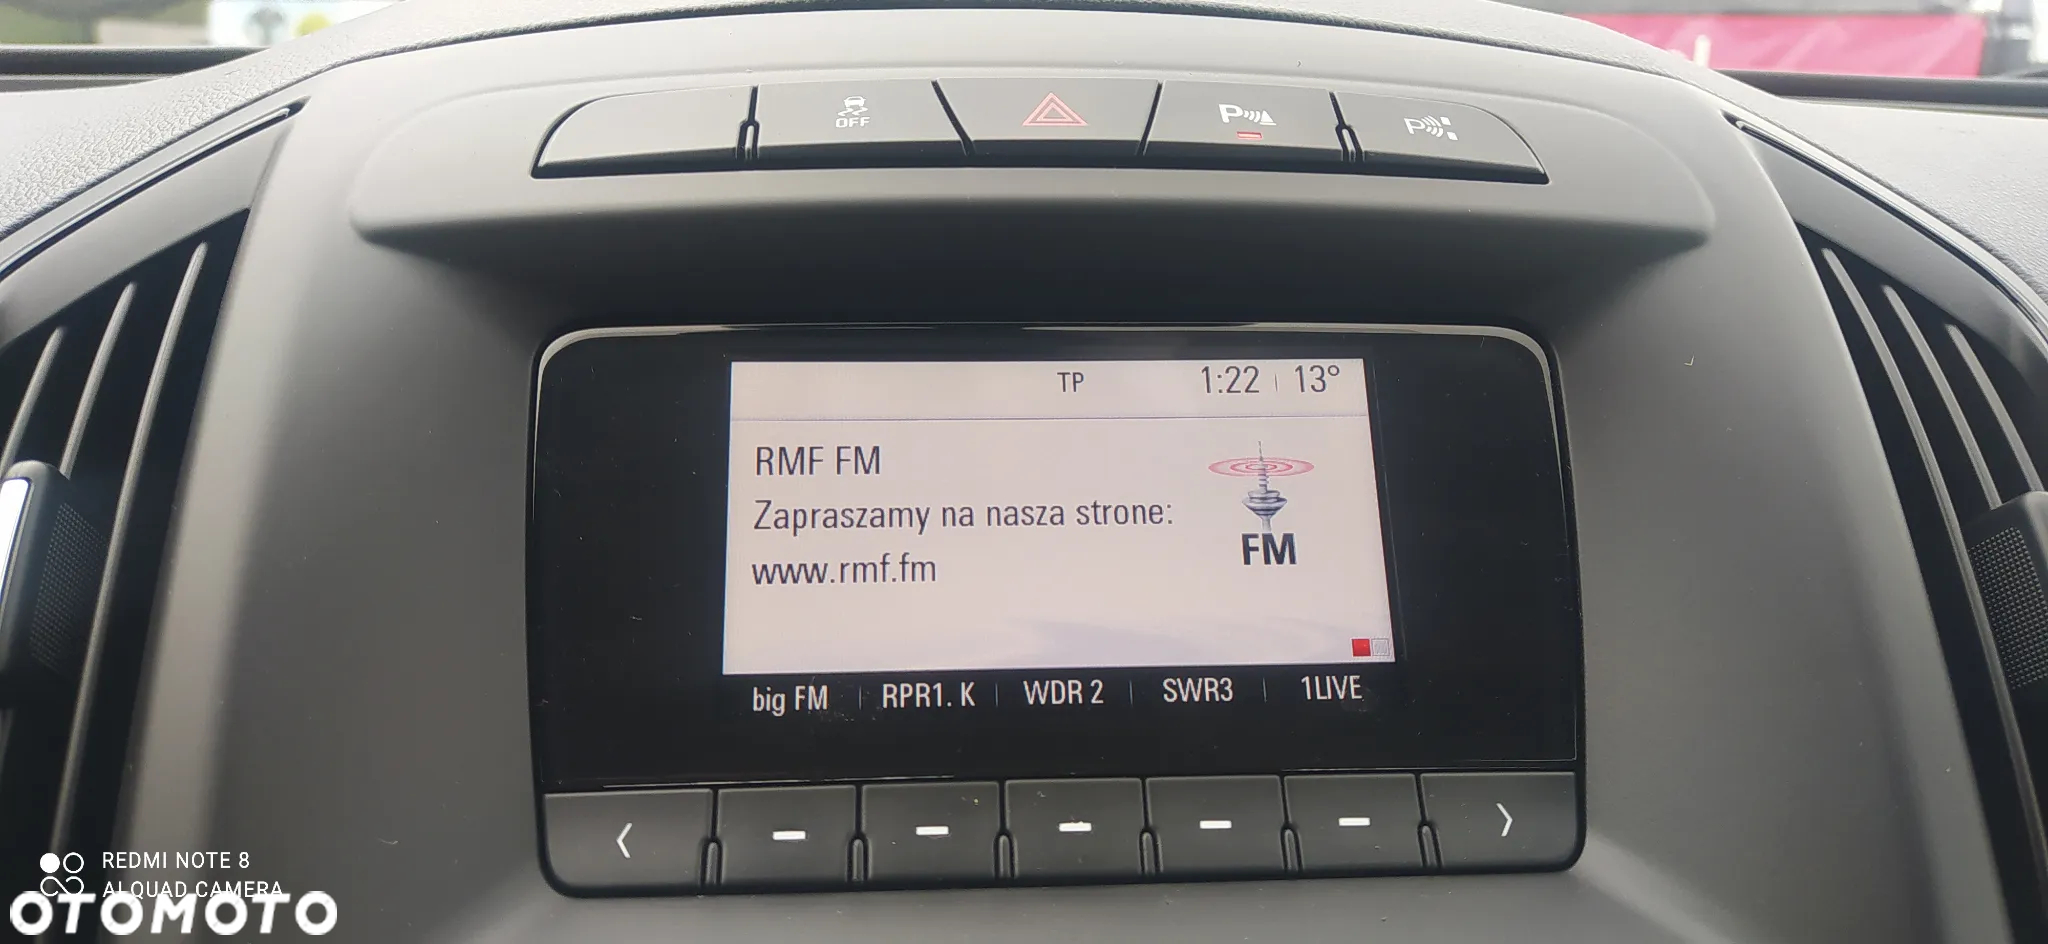 OFF
P
P
TP 1:22 13°
RMF FM
Zapraszamy na nasza strone:
www.rmf.fm
FM
big FM RPR1. K WDR 2 SWR3 1LIVE
REDMI NOTE 8
AI QUAD CAMERA
OTOMOTO